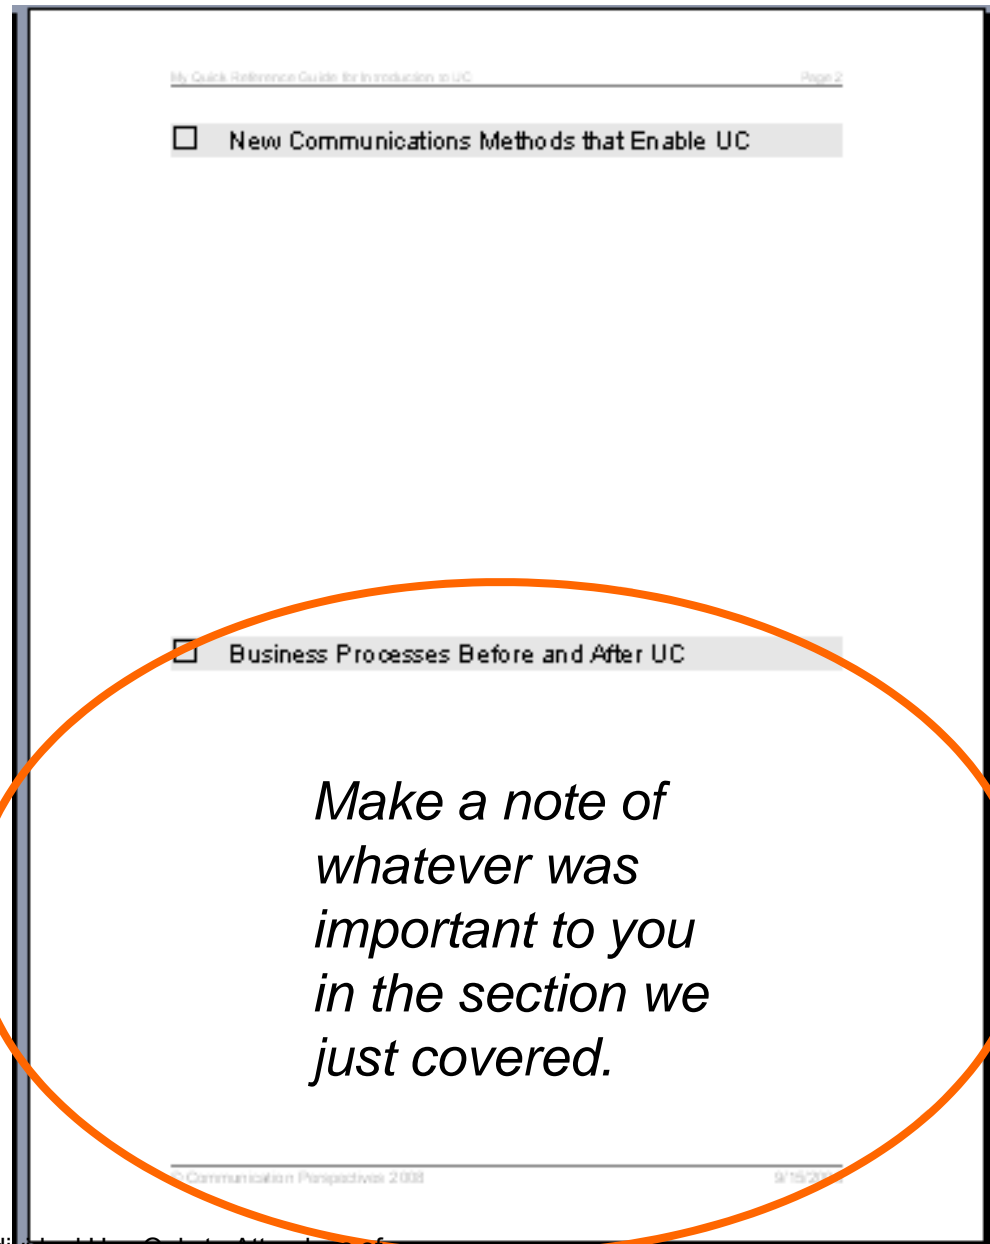 My Quick Reference Guide for Introduction to UC Page 2
New Communications Methods that Enable UC
Business Processes Before and After UC
Make a note of
whatever was
important to you
in the section we
just covered.
© Communication Perspectives 2008 9/15/